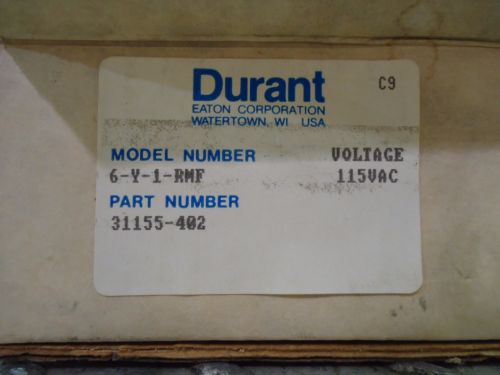 Durant
C9
EATON CORPORATION
WATERTOWN, WI USA
MODEL NUMBER VOLTAGE
6-Y-1-RMF 115VAC
PART NUMBER
31155-402